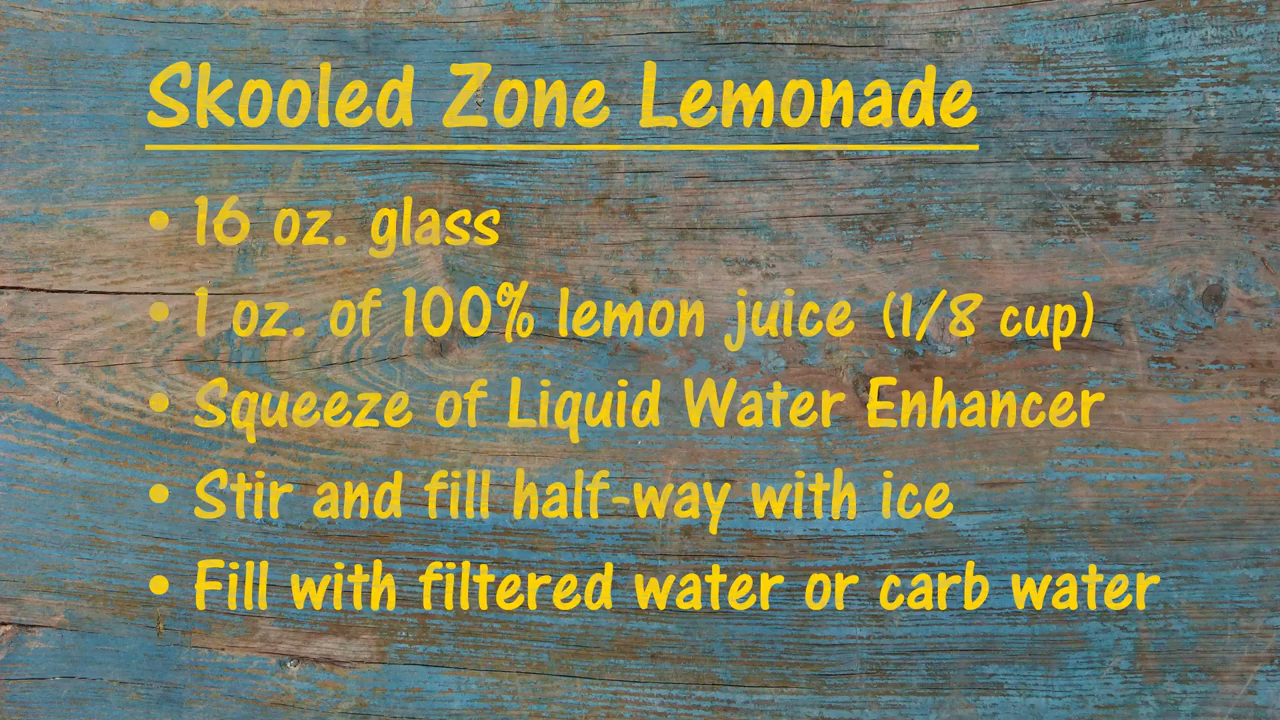 Skooled Zone Lemonade
• 16 oz. glass
• 1 oz. of 100% lemon juice (1/8 cup)
• Squeeze of Liquid Water Enhancer
• Stir and fill half-way with ice
• Fill with filtered water or carb water